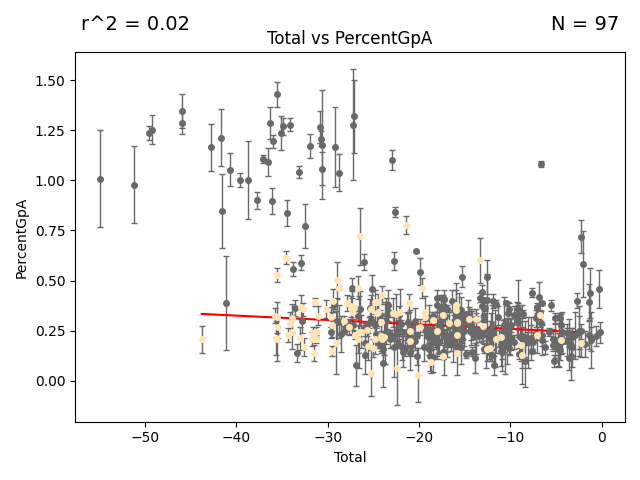 r^2 = 0.02
N = 97
Total vs PercentGpA
PercentGpA
1.50
1.25
1.00
0.75
0.50
0.25
0.00
−50
−40
−30
−20
−10
0
Total